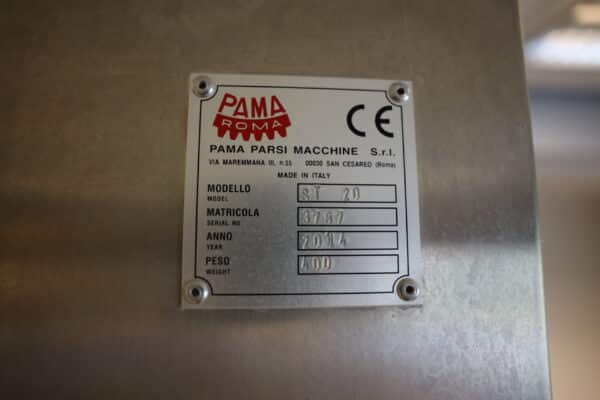 PAMA
ROMA
CE
PAMA PARSI MACCHINE S.r.l.
VIA MAREMMANA III, n.55 00030 SAN CESAREO (Roma)
MADE IN ITALY
MODELLO ST 20
MODEL
MATRICOLA 3767
SERIAL NO
ANNO 2014
YEAR
PESO 400
WEIGHT